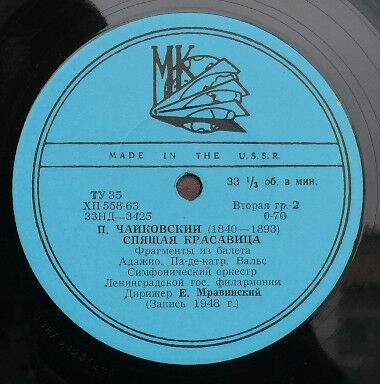 МК
MADE IN THE U.S.S.R.
ТУ 35
ХП 558-63
33НД—3425
33 ⅓ об. в мин.
Вторая гр.-2
0-70
П. ЧАЙКОВСКИЙ (1840—1893)
СПЯЩАЯ КРАСАВИЦА
Фрагменты из балета
Адажио, Па-де-катр, Вальс
Симфонический оркестр
Ленинградской гос. филармонии
Дирижер Е. Мравинский
(Запись 1948 г.)